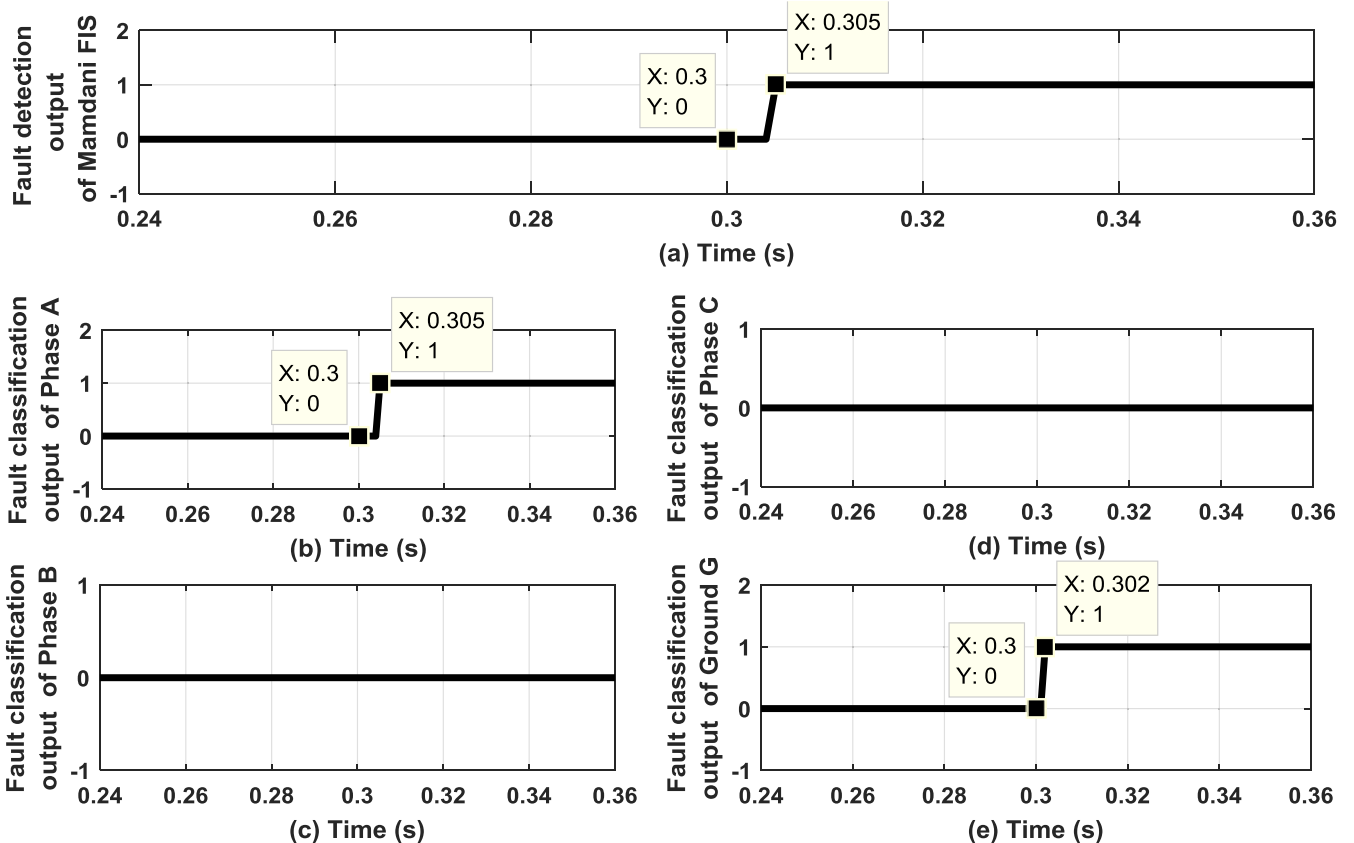 Fault detection
output
of Mamdani FIS
2
1
0
-1
X: 0.3
Y: 0
X: 0.305
Y: 1
0.24 0.26 0.28 0.3 0.32 0.34 0.36
(a) Time (s)
Fault classification
output of Phase A
2
1
0
-1
X: 0.3
Y: 0
X: 0.305
Y: 1
0.24 0.26 0.28 0.3 0.32 0.34 0.36
(b) Time (s)
Fault classification
output of Phase C
1
0
-1
0.24 0.26 0.28 0.3 0.32 0.34 0.36
(d) Time (s)
Fault classification
output of Phase B
1
0
-1
0.24 0.26 0.28 0.3 0.32 0.34 0.36
(c) Time (s)
Fault classification
output of Ground G
2
1
0
-1
X: 0.3
Y: 0
X: 0.302
Y: 1
0.24 0.26 0.28 0.3 0.32 0.34 0.36
(e) Time (s)